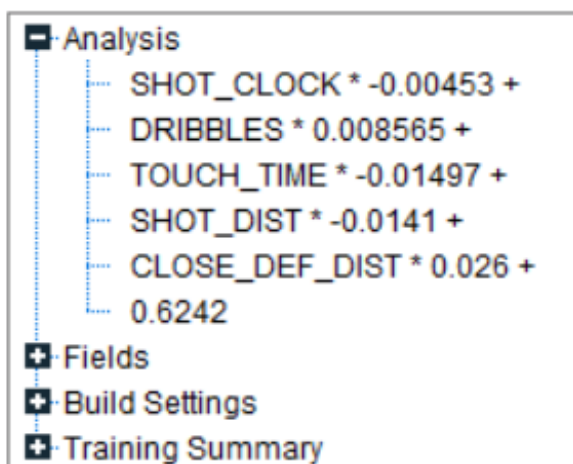 Analysis
SHOT_CLOCK * -0.00453 +
DRIBBLES * 0.008565 +
TOUCH_TIME * -0.01497 +
SHOT_DIST * -0.0141 +
CLOSE_DEF_DIST * 0.026 +
0.6242
Fields
Build Settings
Training Summary